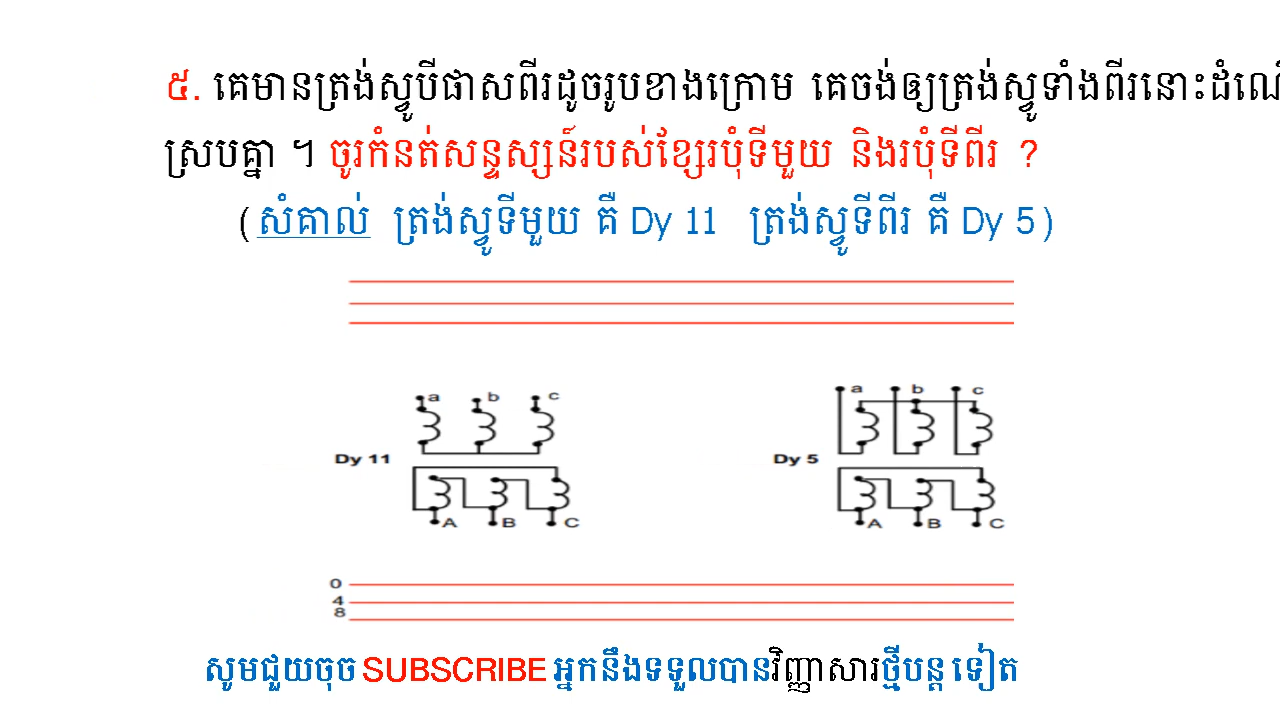 ៥. គេមានត្រង់ស្វូបីផាសពីរដូចរូបខាងក្រោម គេចង់ឲ្យត្រង់ស្វូទាំងពីរនោះ
ស្របគ្នា ។ ចូរកំនត់សន្ទស្សន៍របស់ខ្សែរបុំទីមួយ និងរបុំទីពីរ ?
(សំគាល់ ត្រង់ស្វូទីមួយ គឺ Dy 11 ត្រង់ស្វូទីពីរ គឺ Dy 5)
a b c
a b c
Dy 11
Dy 5
A B C
A B C
0
4
8
សូមជួយចុច SUBSCRIBE អ្នកនឹងទទួលបានវិញ្ញាសារថ្មីបន្ត ទៀត